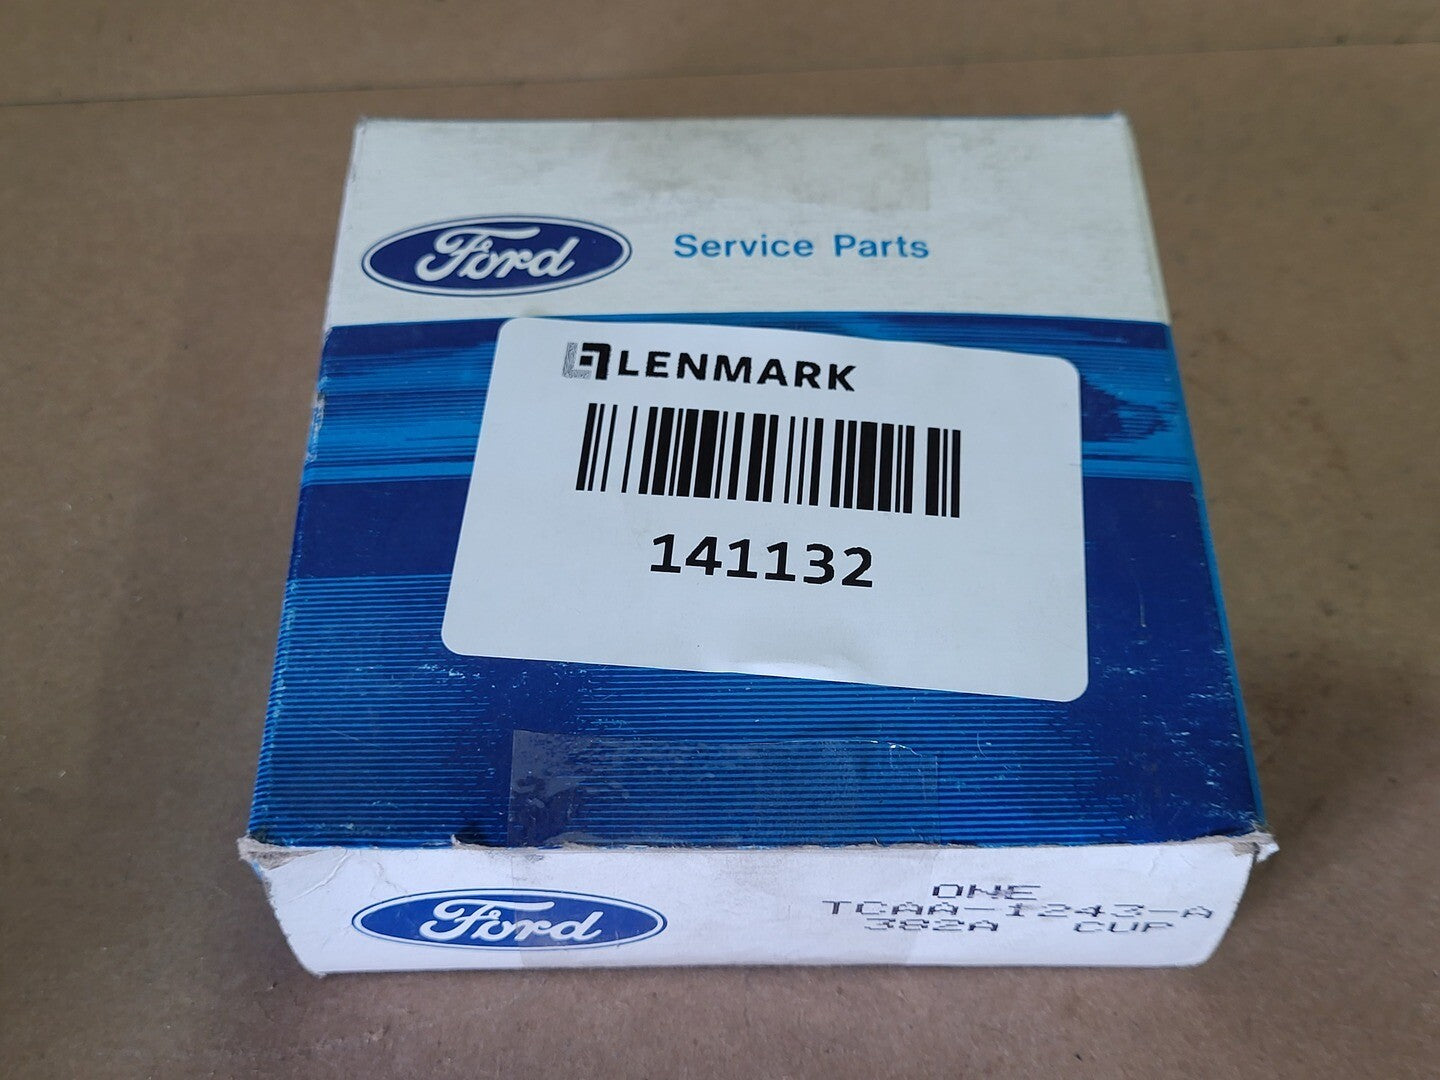 Ford Service Parts
LENMARK
141132
Ford
ONE
TCAA-1243-A
382A CUP